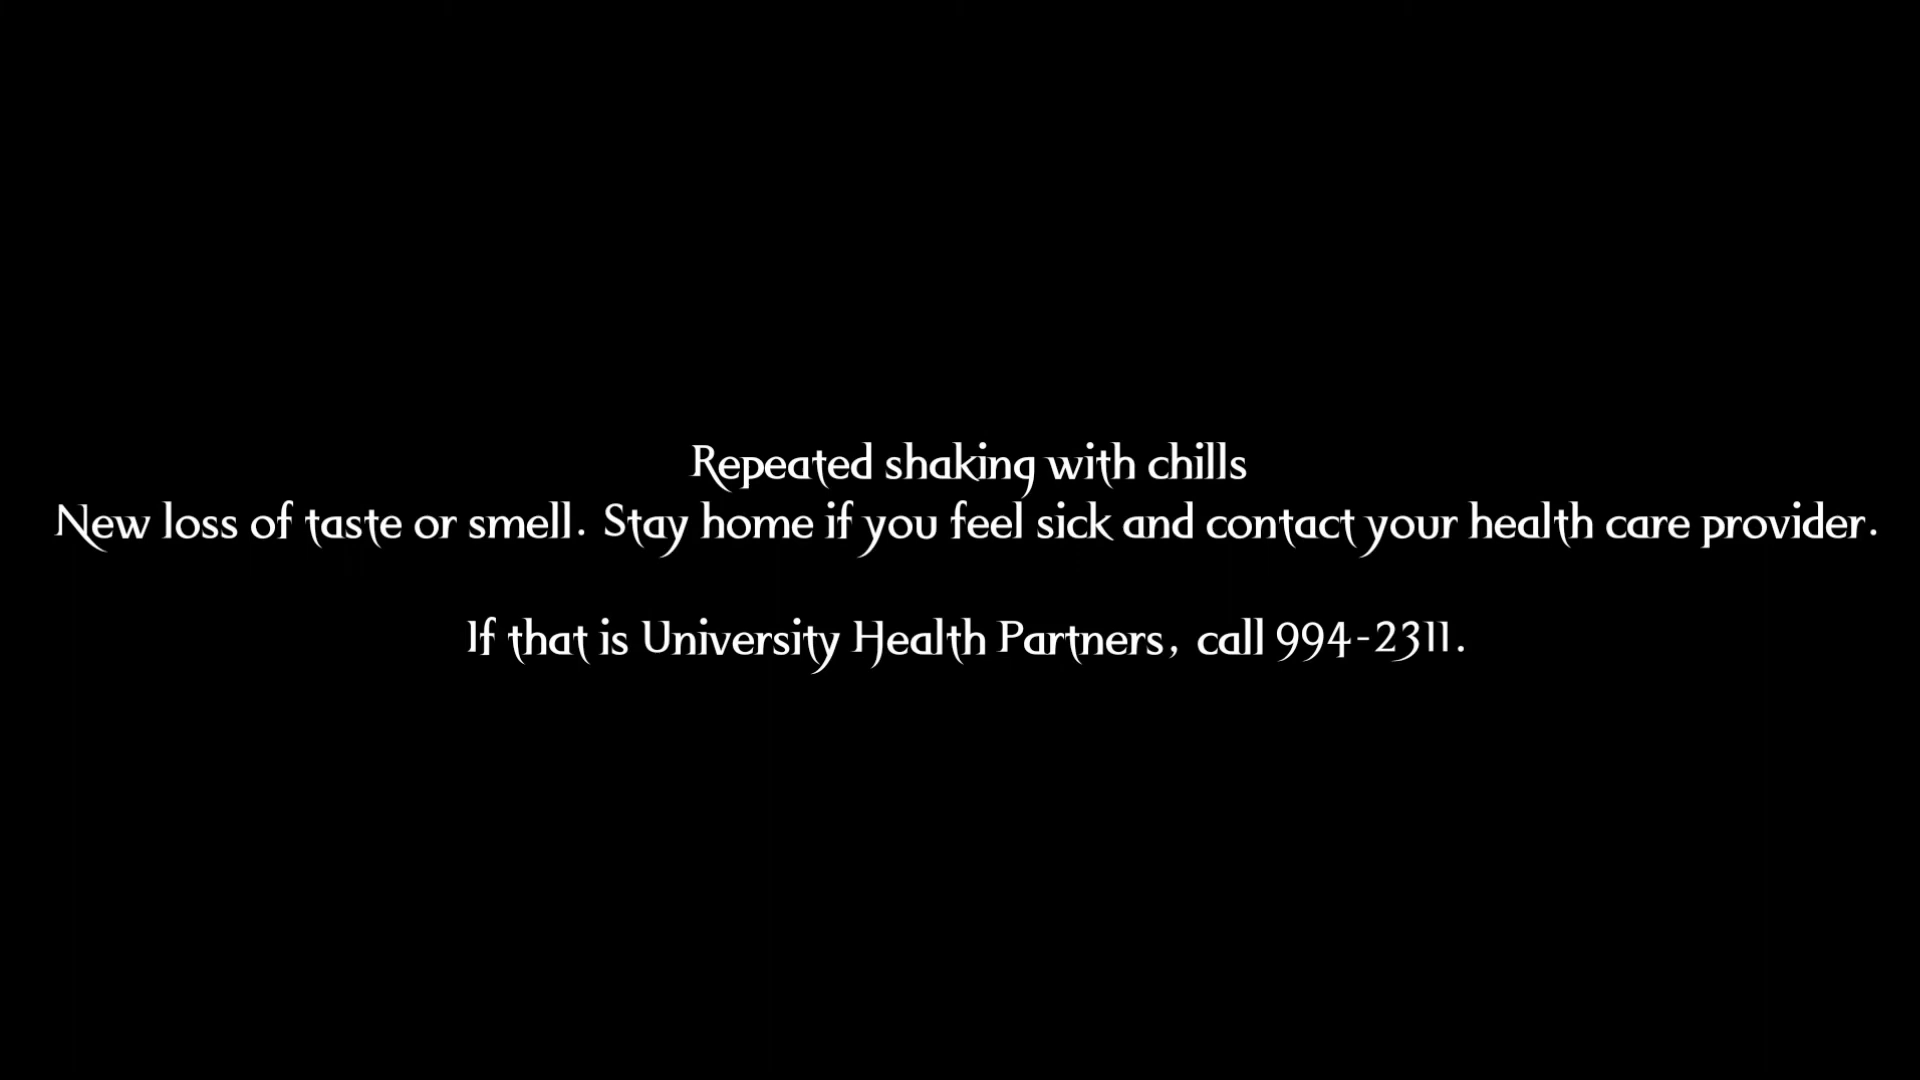 Repeated shaking with chills
New loss of taste or smell. Stay home if you feel sick and contact your health care provider.
If that is University Health Partners, call 994-2311.